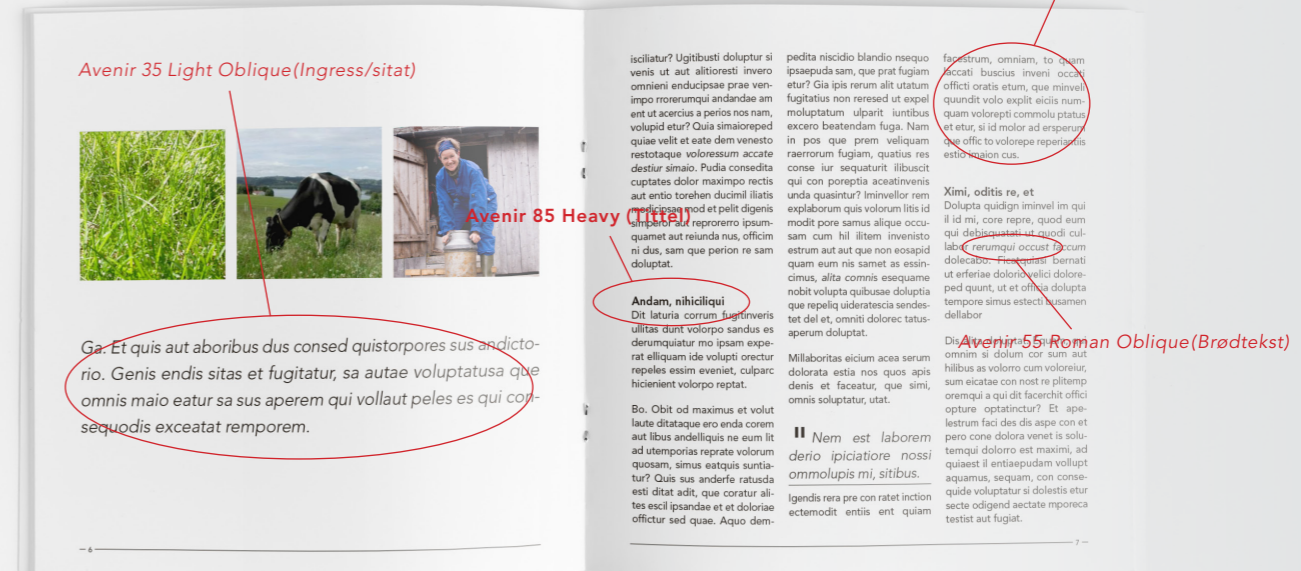 Avenir 35 Light Oblique(Ingress/sitat)
Ga. Et quis aut aboribus dus consed quistorpores sus andicto-
rio. Genis endis sitas et fugitatur, sa autae voluptatusa que
omnis maio eatur sa sus aperem qui vollaut peles es qui con-
sequodis exceatat remporem.
6
isciliatur? Ugitibusti doluptur si
venis ut aut alitioresti invero
omnieni enducipsae prae ven-
impo rrorerumqui andandae am
ent ut acercius a perios nos nam,
volupid etur? Quia simaioreped
quiae velit et eate dem venesto
restotaque voloressum accate
destiur simaio. Pudia consedita
cuptates dolor maximpo rectis
aut entio torehen ducimil iliatis
medicipsae mod et pelit digenis
Avenir 85 Heavy (Tittel)
simperor aut reprorerro ipsum-
quamet aut reiunda nus, officim
ni dus, sam que perion re sam
doluptat.
Andam, nihiciliqui
Dit laturia corrum fugitinveris
ullitas dunt volorpo sandus es
derumquiatur mo ipsam expe-
rat elliquam ide volupti orectur
repeles essim eveniet, culparc
hicienient volorpo reptat.
Bo. Obit od maximus et volut
laute ditataque ero enda corem
aut libus andelliquis ne eum lit
ad utemporias reprate volorum
quosam, simus eatquis suntia-
tur? Quis sus anderfe ratusda
esti ditat adit, que coratur ali-
tes escil ipsandae et et doloriae
offictur sed quae. Aquo dem-
pedita niscidio blandio nsequo
ipsaepuda sam, que prat fugiam
etur? Gia ipis rerum alit utatum
fugitatius non reresed ut expel
moluptatum ulparit iuntibus
excero beatendam fuga. Nam
in pos que prem veliquam
raerrorum fugiam, quatius res
conse iur sequaturit ilibuscit
qui con poreptia aceatinvenis
unda quasintur? Iminvellor rem
explaborum quis volorum litis id
modit pore samus alique occu-
sam cum hil ilitem invenisto
estrum aut aut que non eosapid
quam eum nis samet as essin-
cimus, alita comnis esequame
nobit volupta quibusae doluptia
que repeliq uideratescia sendes-
tet del et, omniti dolorec tatus-
aperum doluptat.
Millaboritas eicium acea serum
dolorata estia nos quos apis
denis et faceatur, que simi,
omnis soluptatur, utat.
" Nem est laborem
derio ipiciatiore nossi
ommolupis mi, sitibus.
Igendis rera pre con ratet inction
ectemodit entiis ent quiam
facestrum, omniam, to quam
laccati buscius inveni occati
officti oratis etum, que minveli
quundit volo explit eiciis num-
quam volorepti commolu ptatus
et etur, si id molor ad ersperum
que offic to volorepe reperiantiis
estio imaion cus.
Ximi, oditis re, et
Dolupta quidign iminvel im qui
il id mi, core repre, quod eum
qui debisquatati ut quodi cul-
labor rerumqui occust faccum
dolecabo. Ficatquiasi bernati
ut erferiae dolorio velici dolore-
ped quunt, ut et officia dolupta
tempore simus estecti busamen
dellabor
Avenir 55 Roman Oblique(Brødtekst)
omnim si dolum cor sum aut
hilibus as volorro cum voloreiur,
sum eicatae con nost re plitemp
oremqui a qui dit facerchit offici
opture optatinctur? Et ape-
lestrum faci des dis aspe con et
pero cone dolora venet is solu-
temqui dolorro est maximi, ad
quiaest il entiaepudam vollupt
aquamus, sequam, con conse-
quide voluptatur si dolestis etur
secte odigend aectate mporeca
testist aut fugiat.
7